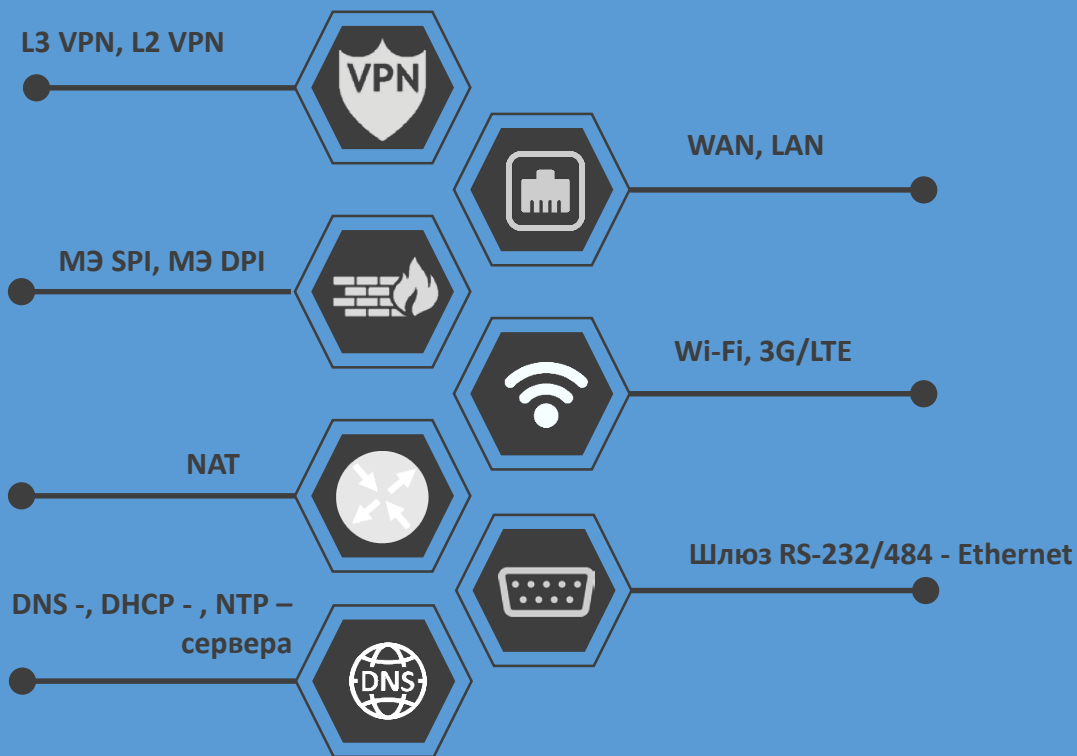 L3 VPN, L2 VPN
VPN
WAN, LAN
МЭ SPI, МЭ DPI
Wi-Fi, 3G/LTE
NAT
Шлюз RS-232/484 - Ethernet
DNS -, DHCP - , NTP –
сервера
DNS